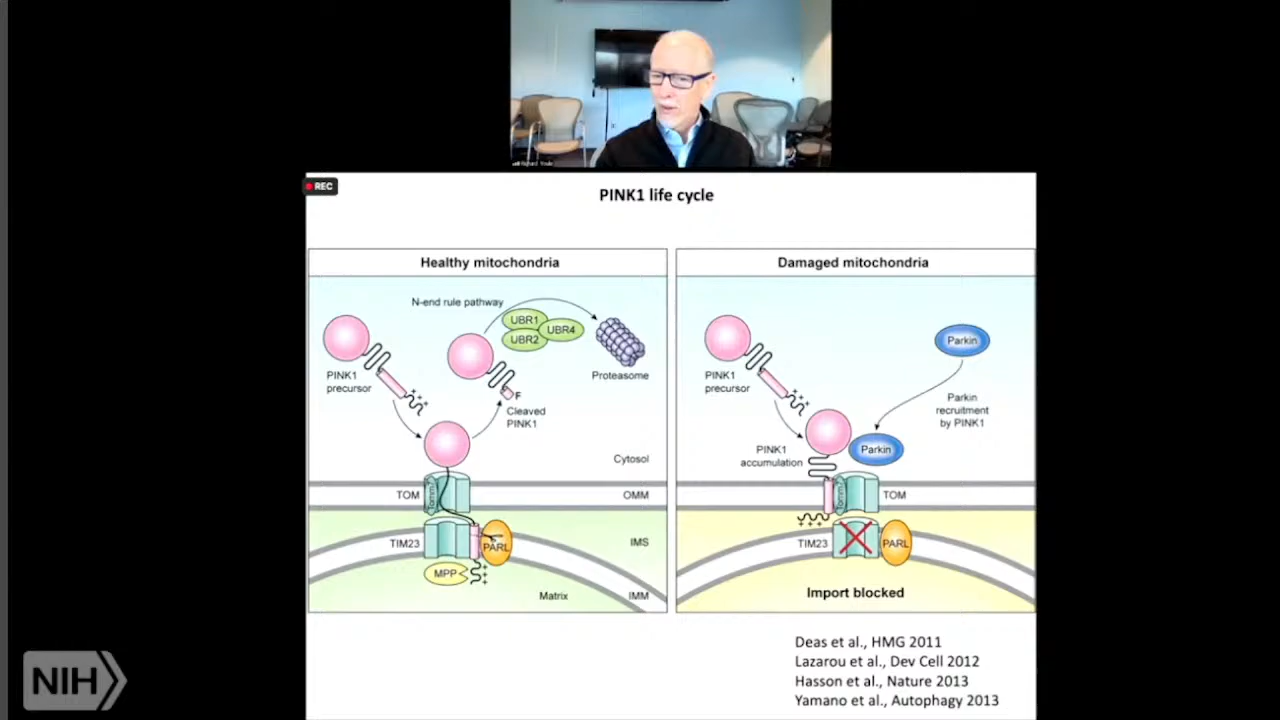 Richard Youle
REC
PINK1 life cycle
Healthy mitochondria
N-end rule pathway
UBR1
UBR4
UBR2
PINK1
precursor
Proteasome
F
Cleaved
PINK1
Cytosol
TOM
Tom7
OMM
TIM23
PARL
IMS
MPP
Matrix
IMM
Damaged mitochondria
Parkin
PINK1
precursor
Parkin
recruitment
by PINK1
PINK1
accumulation
Parkin
TOM
TIM23
PARL
Import blocked
Deas et al., HMG 2011
Lazarou et al., Dev Cell 2012
Hasson et al., Nature 2013
Yamano et al., Autophagy 2013
NIH